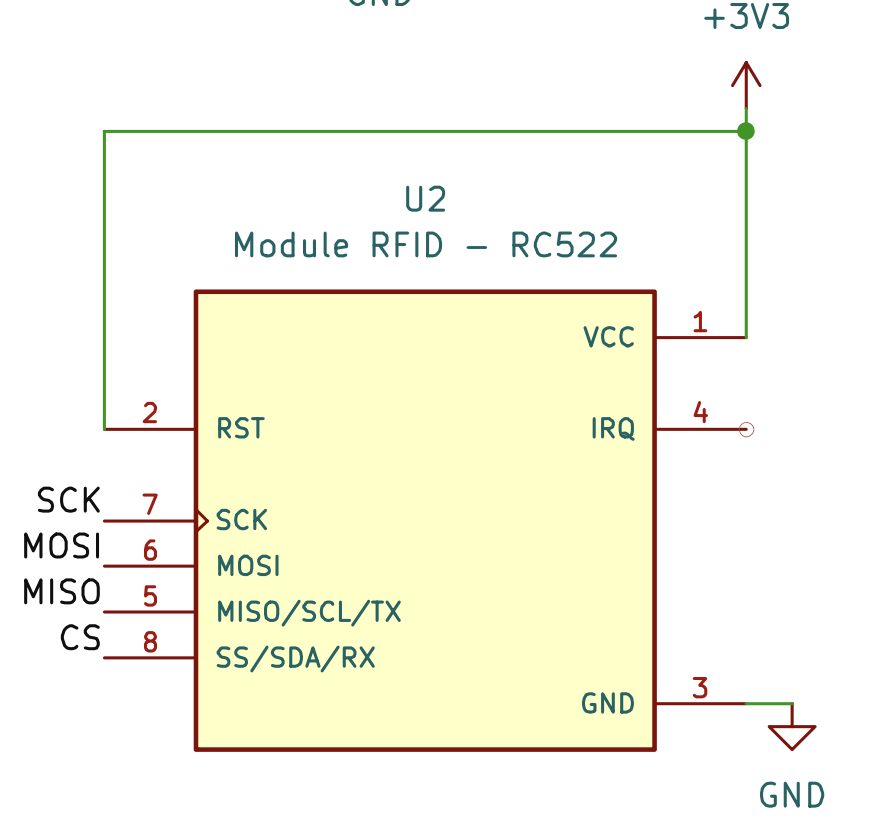 GND
+3V3
U2
Module RFID - RC522
1
VCC
2
RST
4
IRQ
SCK
7
SCK
MOSI
6
MOSI
MISO
5
MISO/SCL/TX
CS
8
SS/SDA/RX
3
GND
GND